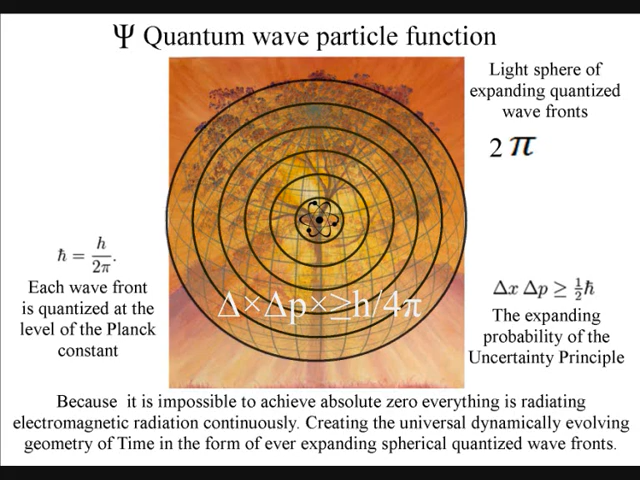 Ψ Quantum wave particle function
Light sphere of
expanding quantized
wave fronts
2 π
ħ = h/2π.
Each wave front
is quantized at the
level of the Planck
constant
Δ×Δp×≥h/4π
Δx Δp ≥ ½ħ
The expanding
probability of the
Uncertainty Principle
Because it is impossible to achieve absolute zero everything is radiating
electromagnetic radiation continuously. Creating the universal dynamically evolving
geometry of Time in the form of ever expanding spherical quantized wave fronts.